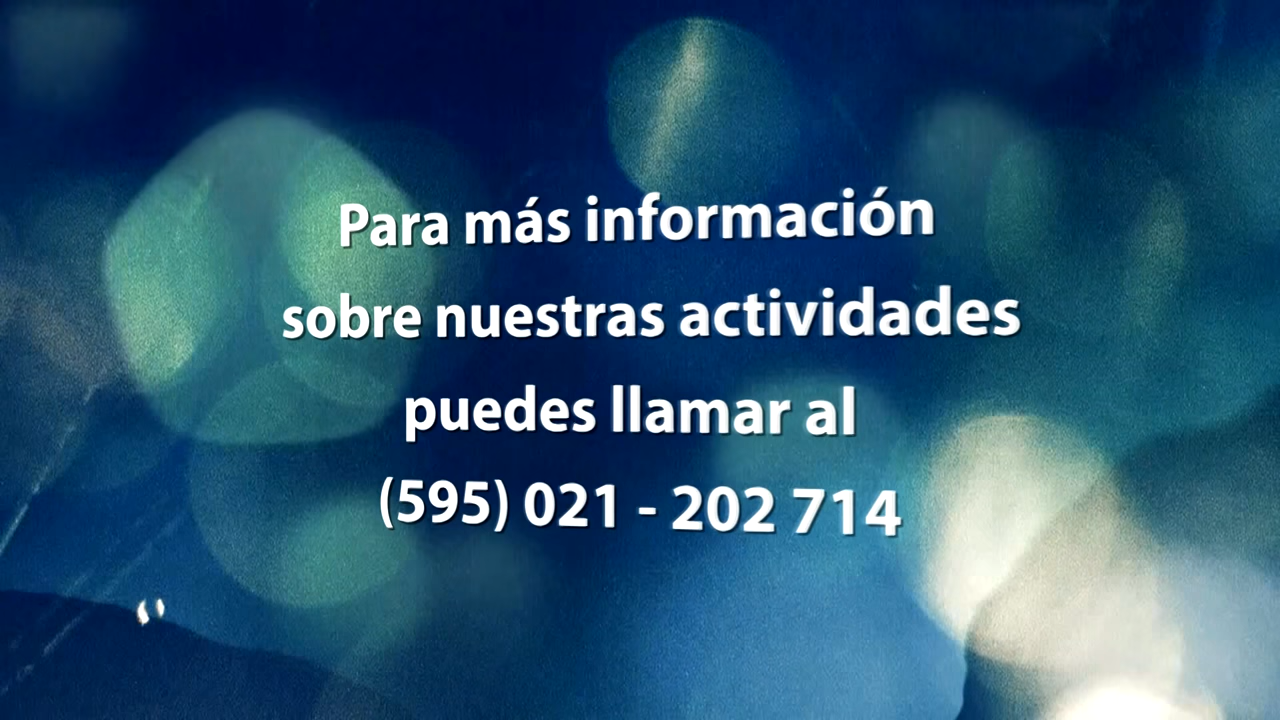 Para más información
sobre nuestras actividades
puedes llamar al
(595) 021 - 202 714